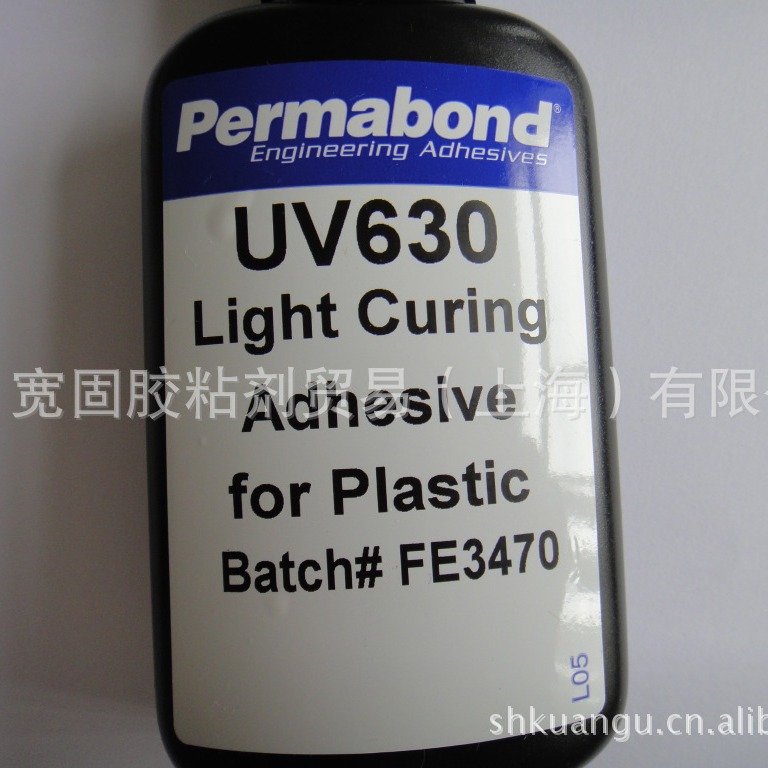 Permabond®
Engineering Adhesives
UV630
Light Curing
宽固胶粘剂贸易（上海）有限
Adhesive
for Plastic
Batch# FE3470
L05
shkuangu.cn.alib